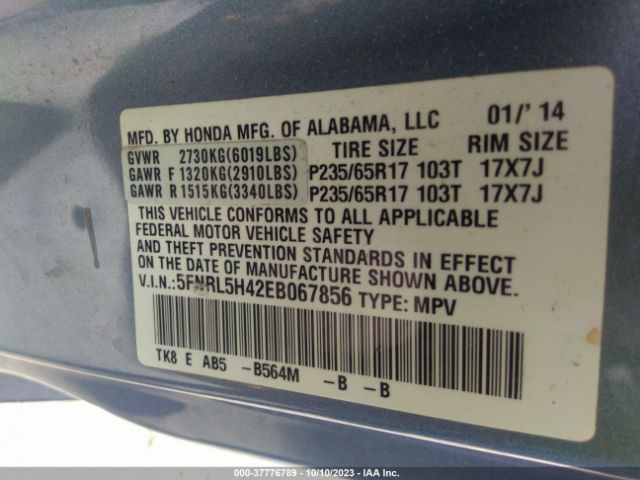 MFD. BY HONDA MFG. OF ALABAMA, LLC 01/'14
GVWR 2730KG(6019LBS) TIRE SIZE RIM SIZE
GAWR F 1320KG(2910LBS) P235/65R17 103T 17X7J
GAWR R 1515KG(3340LBS) P235/65R17 103T 17X7J
THIS VEHICLE CONFORMS TO ALL APPLICABLE
FEDERAL MOTOR VEHICLE SAFETY
AND THEFT PREVENTION STANDARDS IN EFFECT
ON THE DATE OF MANUFACTURE SHOWN ABOVE.
V.I.N.:5FNRL5H42EB067856 TYPE: MPV
TK8 E AB5 -B564M -B -B
000-37776789 - 10/10/2023 - IAA Inc.